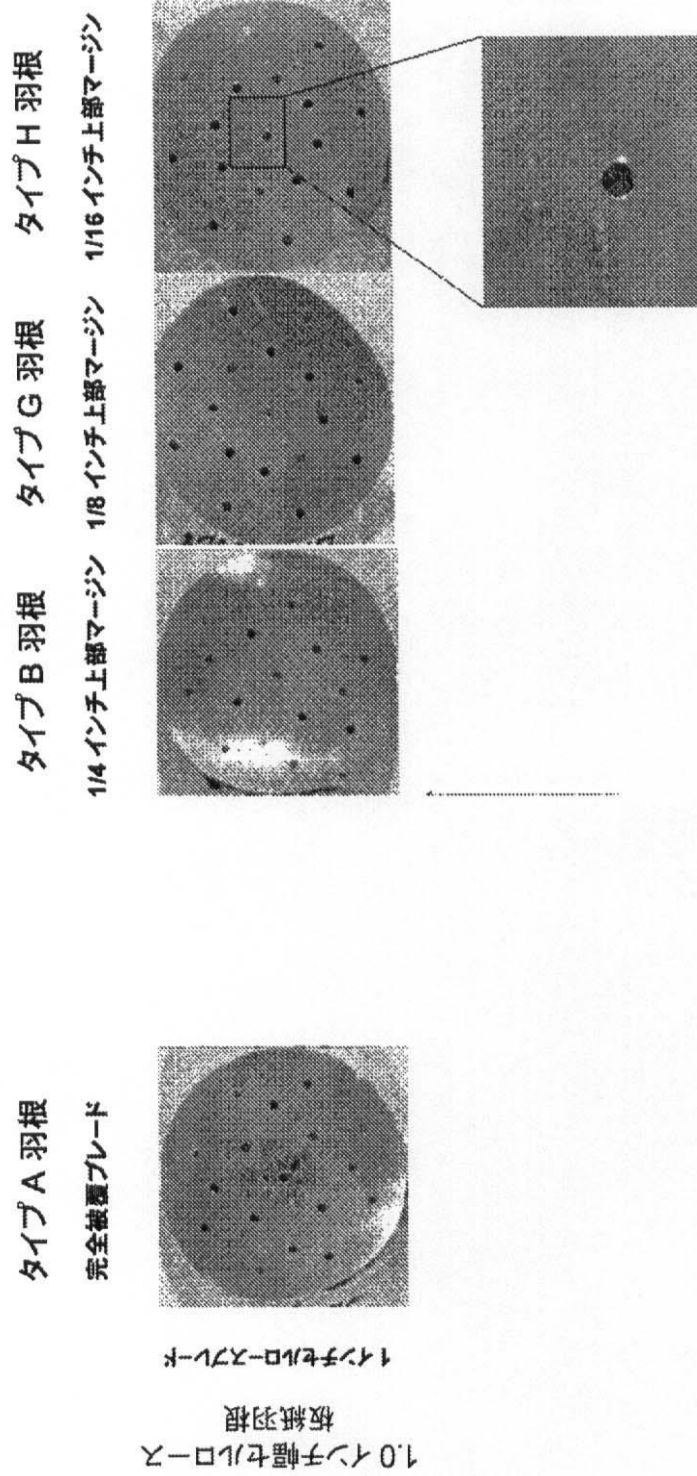 タイプ A 羽根
完全被覆ブレード
タイプ B 羽根
1/4 インチ上部マージン
タイプ G 羽根
1/8 インチ上部マージン
タイプ H 羽根
1/16 インチ上部マージン
1.0 インチ幅セルロース
板紙羽根
1 インチセルロースブレード